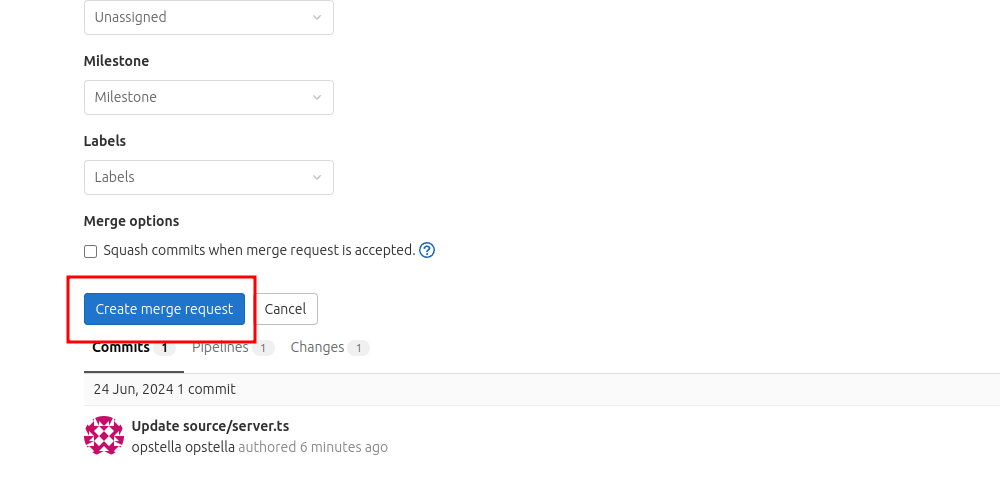 Unassigned
Milestone
Milestone
Labels
Labels
Merge options
Squash commits when merge request is accepted.
Create merge request Cancel
Commits 1 Pipelines 1 Changes 1
24 Jun, 2024 1 commit
Update source/server.ts
opstella opstella authored 6 minutes ago